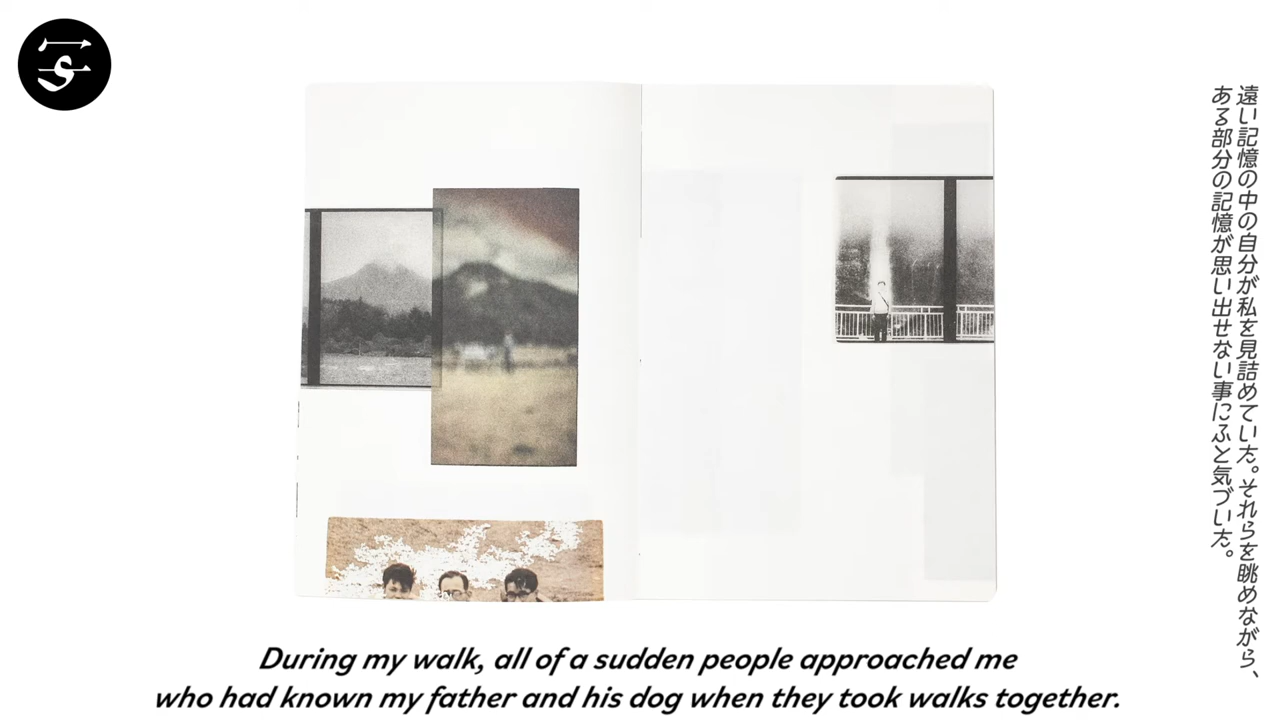 遠い記憶の中の自分が私を見詰めていた。それらを眺めながら、
ある部分の記憶が思い出せない事にふと気づいた。
During my walk, all of a sudden people approached me
who had known my father and his dog when they took walks together.